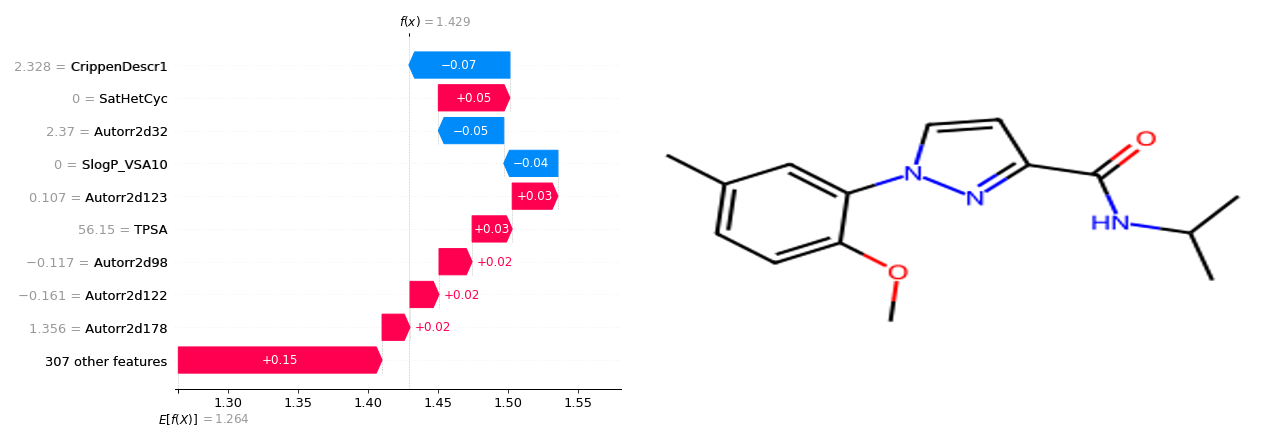 f(x) = 1.429
2.328 = CrippenDescr1
−0.07
0 = SatHetCyc
+0.05
2.37 = Autorr2d32
−0.05
0 = SlogP_VSA10
−0.04
0.107 = Autorr2d123
+0.03
56.15 = TPSA
+0.03
−0.117 = Autorr2d98
+0.02
−0.161 = Autorr2d122
+0.02
1.356 = Autorr2d178
+0.02
307 other features
+0.15
1.30 1.35 1.40 1.45 1.50 1.55
E[f(X)] = 1.264
O
N
N
HN
O